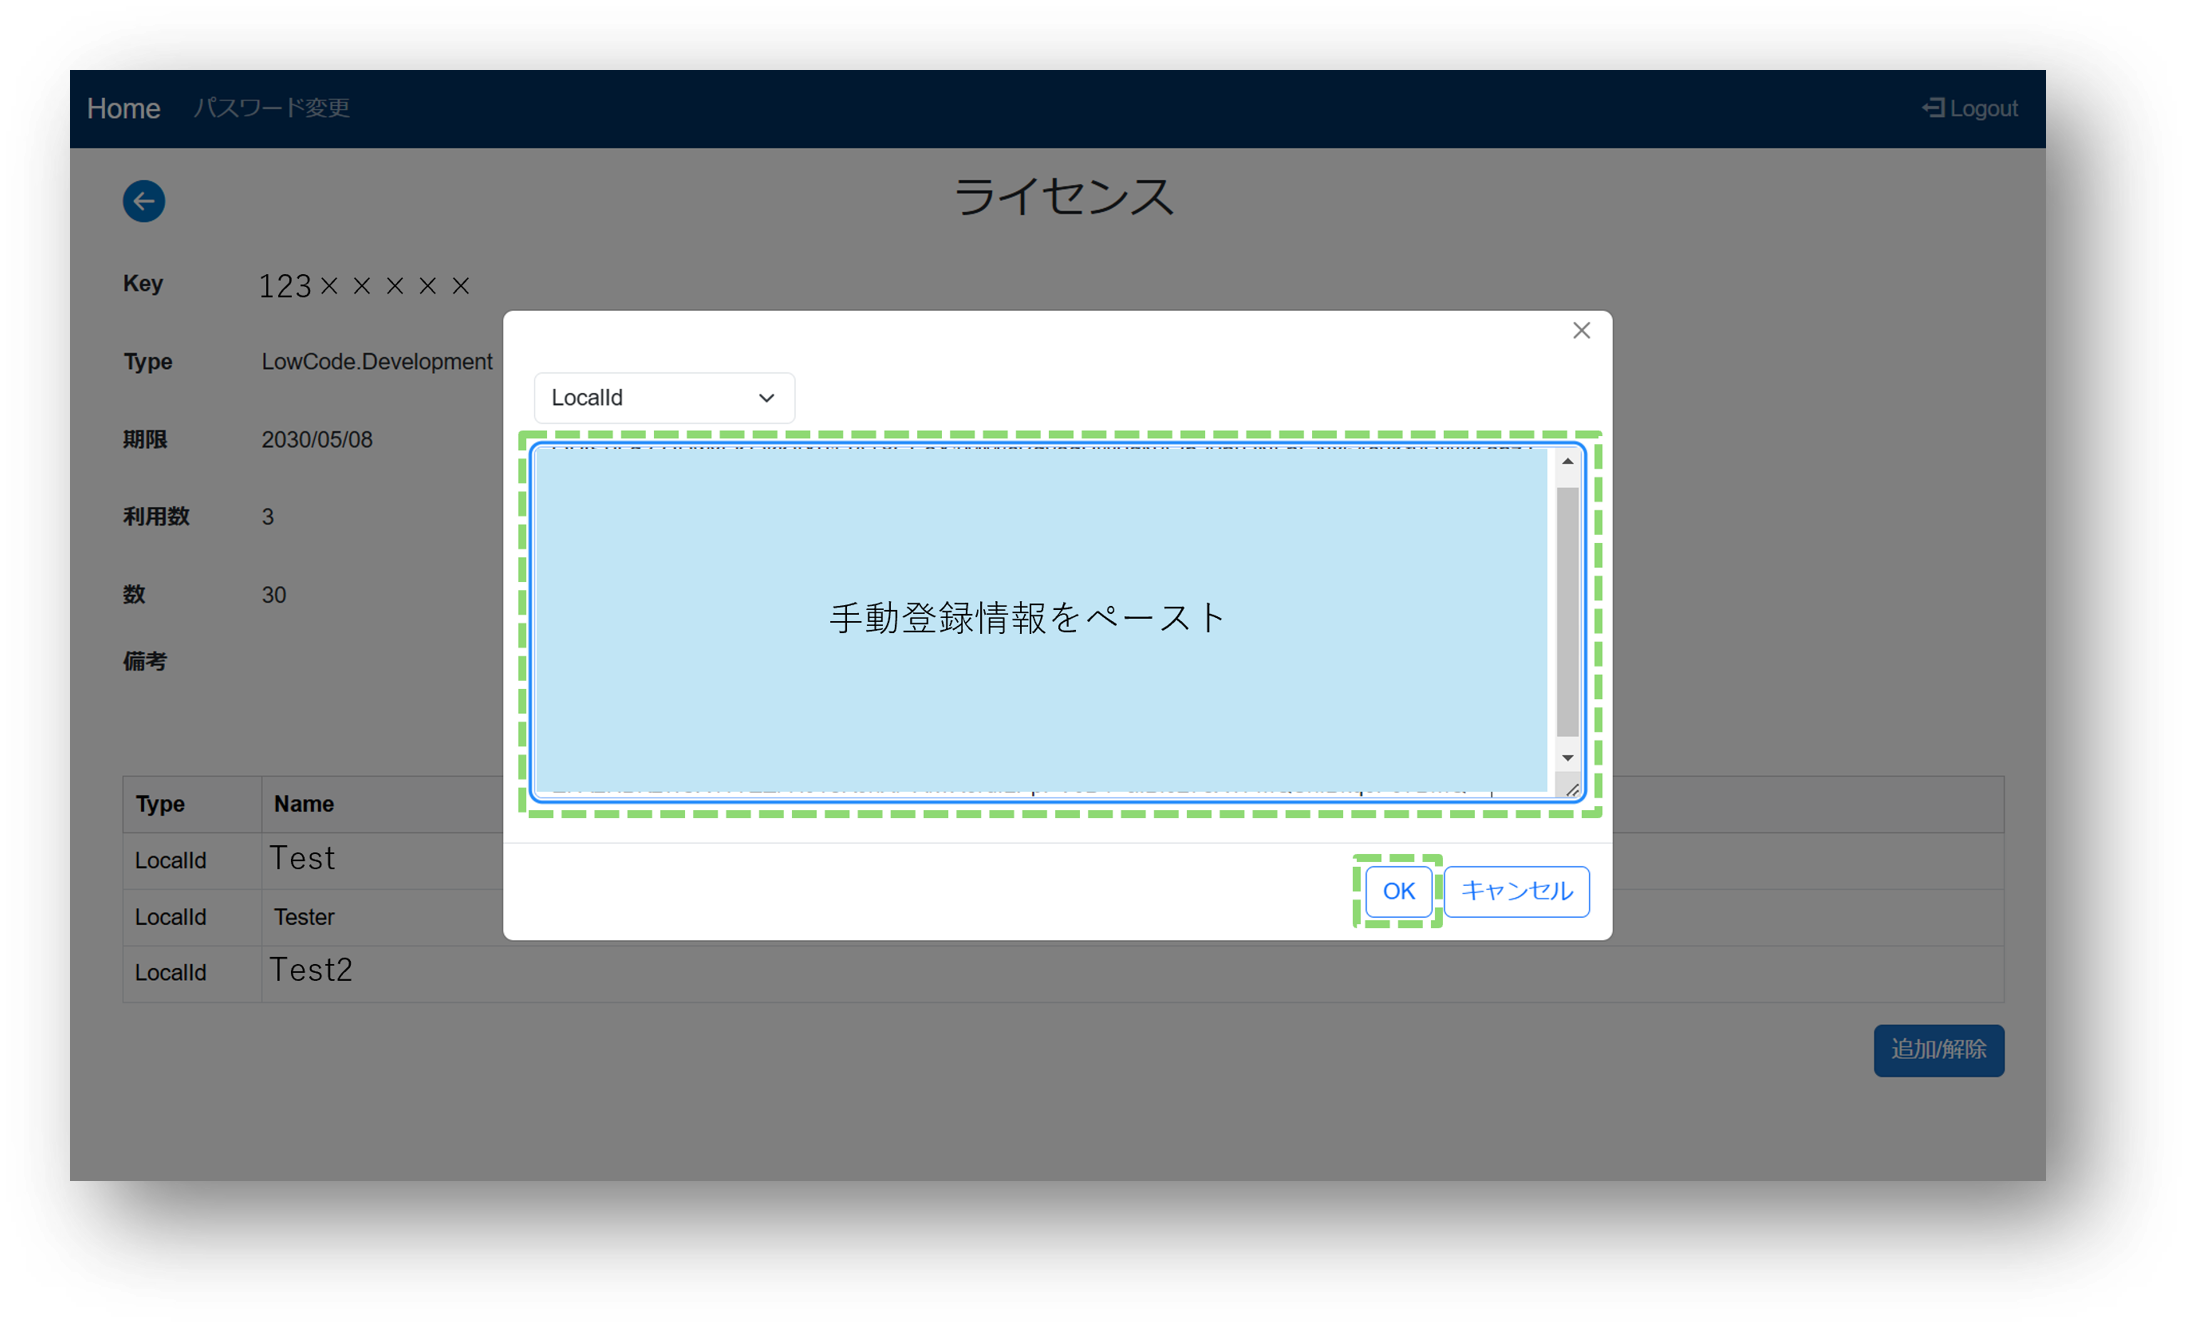 Home パスワード変更 Logout
ライセンス
Key 123×××××
Type LowCode.Development
期限 2030/05/08
利用数 3
数 30
備考
LocalId
手動登録情報をペースト
OK キャンセル
Type Name
LocalId Test
LocalId Tester
LocalId Test2
追加/解除